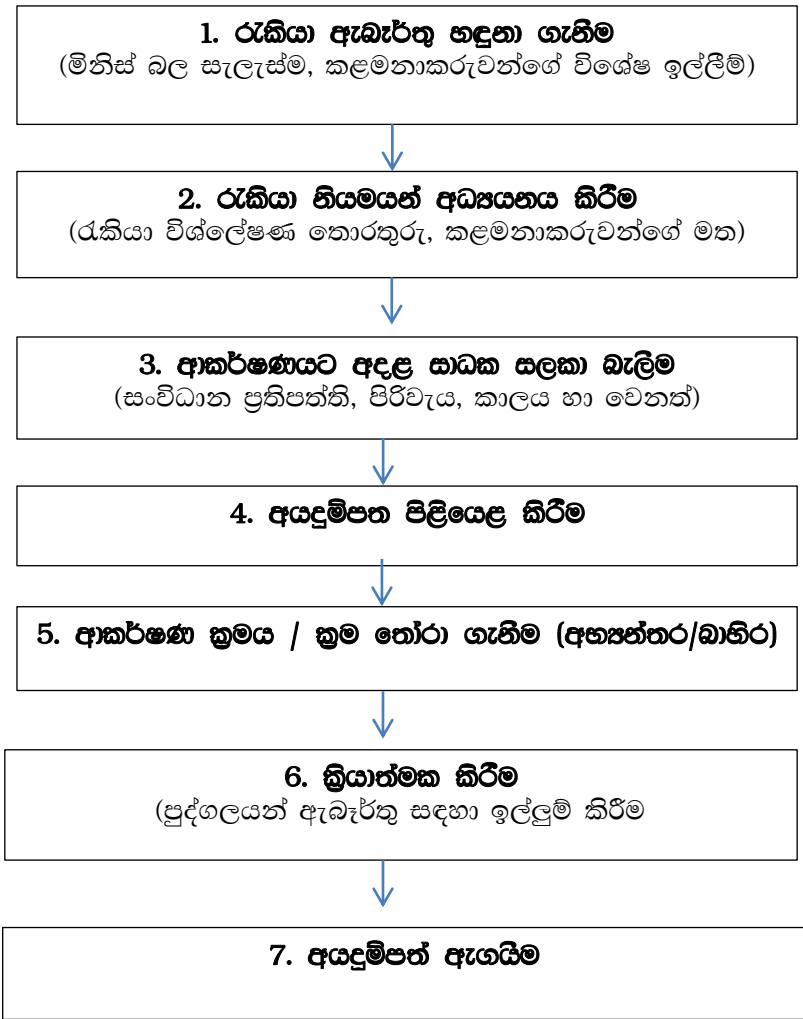 1. රැකියා ඇබෑර්තු හඳුනා ගැනීම
(මිනිස් බල සැලැස්ම, කළමනාකරුවන්ගේ විශේෂ ඉල්ලීම්)
2. රැකියා නියමයන් අධ්‍යයනය කිරීම
(රැකියා විශ්ලේෂණ තොරතුරු, කළමනාකරුවන්ගේ මත)
3. ආකර්ෂණයට අදළ සාධක සලකා බැලීම
(සංවිධාන ප්‍රතිපත්ති, පිරිවැය, කාලය හා වෙනත්)
4. අයදුම්පත පිළියෙළ කිරීම
5. ආකර්ෂණ ක්‍රමය / ක්‍රම තෝරා ගැනීම (අභ්‍යන්තර/බාහිර)
6. ක්‍රියාත්මක කිරීම
(පුද්ගලයන් ඇබෑර්තු සඳහා ඉල්ලුම් කිරීම
7. අයදුම්පත් ඇගයීම